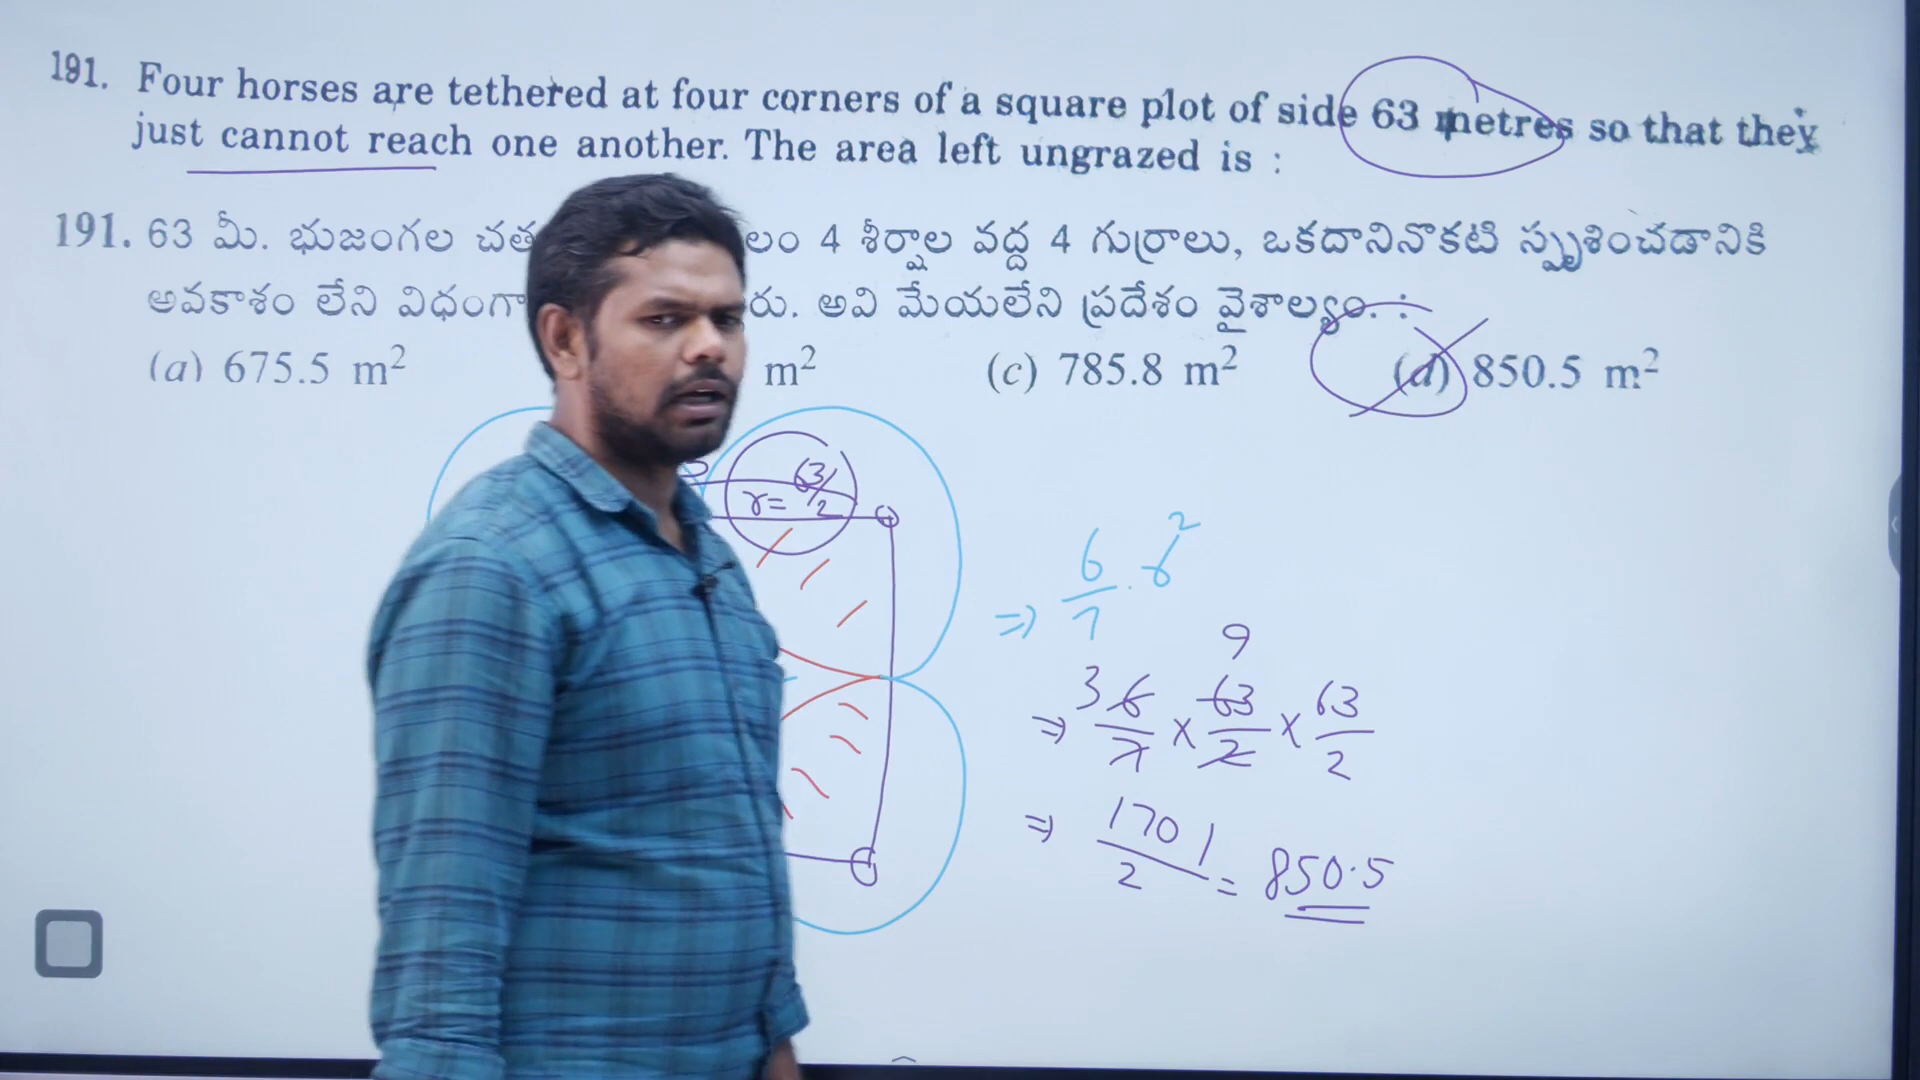 191. Four horses are tethered at four corners of a square plot of side 63 metres so that they
just cannot reach one another. The area left ungrazed is :
191. 63 మీ. భుజంగల చత లం 4 శీర్షాల వద్ద 4 గుర్రాలు, ఒకదానినొకటి స్పృశించడానికి
అవకాశం లేని విధంగా రు. అవి మేయలేని ప్రదేశం వైశాల్యం :
(a) 675.5 m² m² (c) 785.8 m² (d) 850.5 m²
r = 63/2
⇒ 6/7 . r²
9
⇒ 3 6/7 × 63/2 × 63/2
⇒ 1701/2 = 850.5